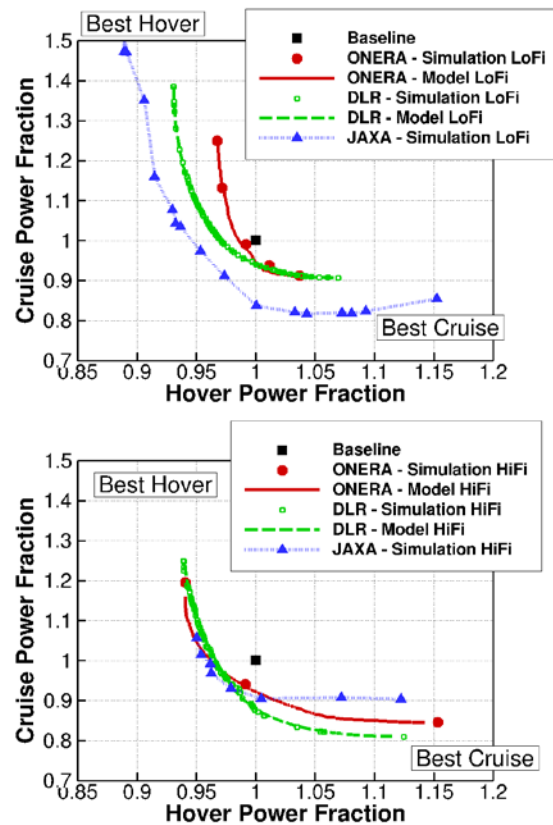 Best Hover
Baseline
ONERA - Simulation LoFi
ONERA - Model LoFi
DLR - Simulation LoFi
DLR - Model LoFi
JAXA - Simulation LoFi
Cruise Power Fraction
1.5
1.4
1.3
1.2
1.1
1
0.9
0.8
0.7
Best Cruise
0.85 0.9 0.95 1 1.05 1.1 1.15 1.2
Hover Power Fraction
Baseline
ONERA - Simulation HiFi
ONERA - Model HiFi
DLR - Simulation HiFi
DLR - Model HiFi
JAXA - Simulation HiFi
Best Hover
Cruise Power Fraction
1.5
1.4
1.3
1.2
1.1
1
0.9
0.8
0.7
Best Cruise
0.85 0.9 0.95 1 1.05 1.1 1.15 1.2
Hover Power Fraction